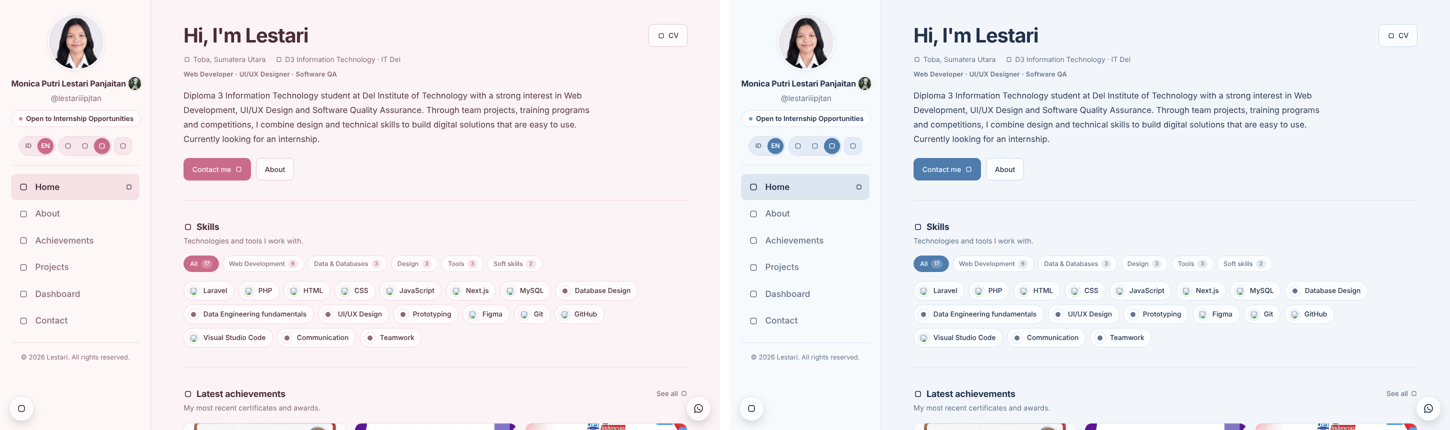 Monica Putri Lestari Panjaitan
@lestariiipjtan
Open to Internship Opportunities
ID EN
Home
About
Achievements
Projects
Dashboard
Contact
© 2026 Lestari. All rights reserved.
Hi, I'm Lestari
CV
Toba, Sumatera Utara D3 Information Technology · IT Del
Web Developer · UI/UX Designer · Software QA
Diploma 3 Information Technology student at Del Institute of Technology with a strong interest in Web
Development, UI/UX Design and Software Quality Assurance. Through team projects, training programs
and competitions, I combine design and technical skills to build digital solutions that are easy to use.
Currently looking for an internship.
Contact me About
Skills
Technologies and tools I work with.
All 17 Web Development 6 Data & Databases 3 Design 3 Tools 3 Soft skills 2
Laravel PHP HTML CSS JavaScript Next.js MySQL Database Design
Data Engineering fundamentals UI/UX Design Prototyping Figma Git GitHub
Visual Studio Code Communication Teamwork
Latest achievements
See all
My most recent certificates and awards.
Monica Putri Lestari Panjaitan
@lestariiipjtan
Open to Internship Opportunities
ID EN
Home
About
Achievements
Projects
Dashboard
Contact
© 2026 Lestari. All rights reserved.
Hi, I'm Lestari
CV
Toba, Sumatera Utara D3 Information Technology · IT Del
Web Developer · UI/UX Designer · Software QA
Diploma 3 Information Technology student at Del Institute of Technology with a strong interest in Web
Development, UI/UX Design and Software Quality Assurance. Through team projects, training programs
and competitions, I combine design and technical skills to build digital solutions that are easy to use.
Currently looking for an internship.
Contact me About
Skills
Technologies and tools I work with.
All 17 Web Development 6 Data & Databases 3 Design 3 Tools 3 Soft skills 2
Laravel PHP HTML CSS JavaScript Next.js MySQL Database Design
Data Engineering fundamentals UI/UX Design Prototyping Figma Git GitHub
Visual Studio Code Communication Teamwork
Latest achievements
See all
My most recent certificates and awards.